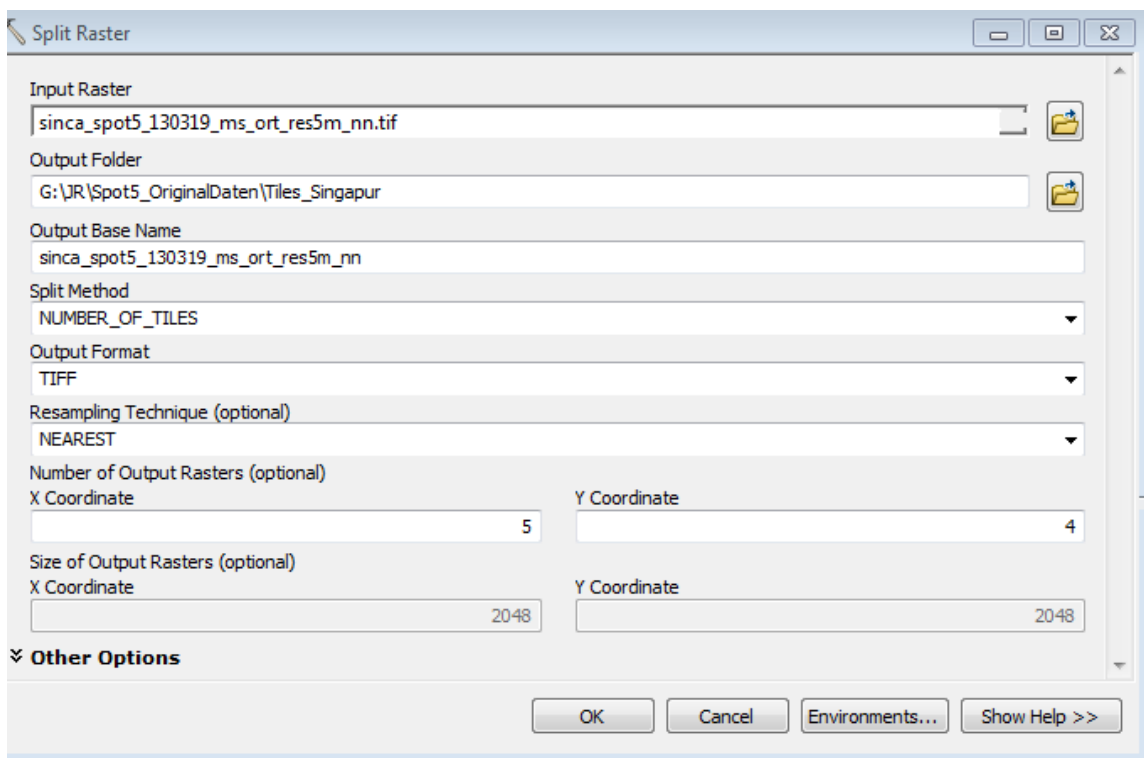 Split Raster
Input Raster
sinca_spot5_130319_ms_ort_res5m_nn.tif
Output Folder
G:\JR\Spot5_OriginalDaten\Tiles_Singapur
Output Base Name
sinca_spot5_130319_ms_ort_res5m_nn
Split Method
NUMBER_OF_TILES
Output Format
TIFF
Resampling Technique (optional)
NEAREST
Number of Output Rasters (optional)
X Coordinate Y Coordinate
5 4
Size of Output Rasters (optional)
X Coordinate Y Coordinate
2048 2048
Other Options
OK Cancel Environments... Show Help >>